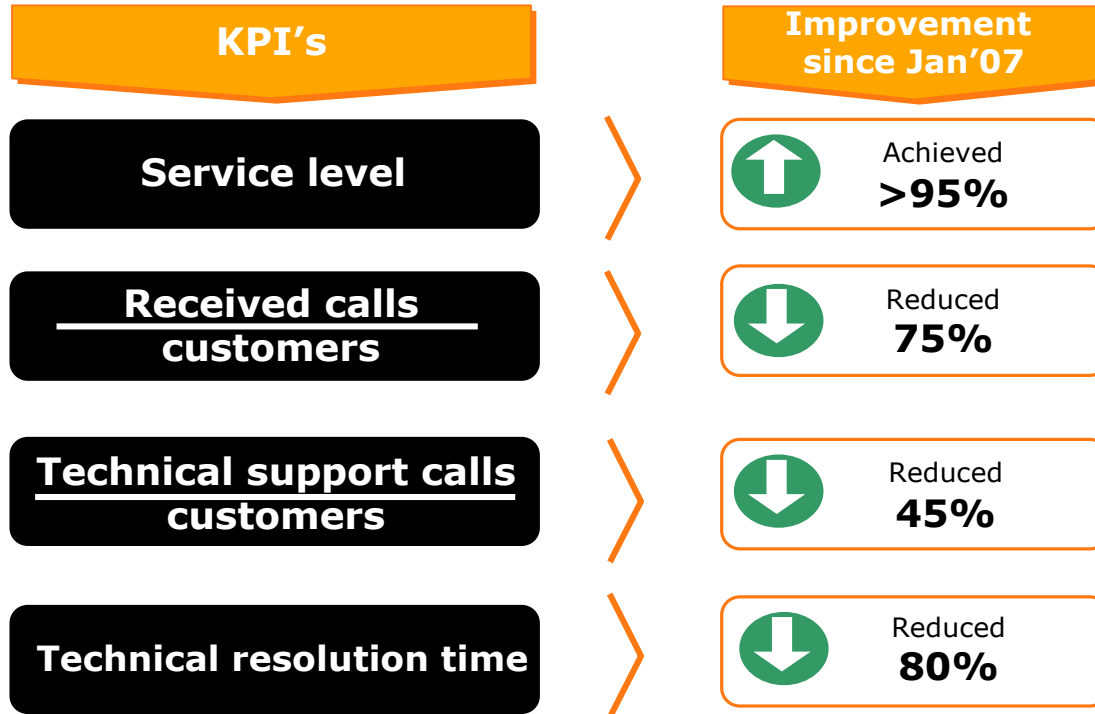 KPI’s
Improvement
since Jan’07
Service level
Achieved
>95%
Received calls
customers
Reduced
75%
Technical support calls
customers
Reduced
45%
Technical resolution time
Reduced
80%